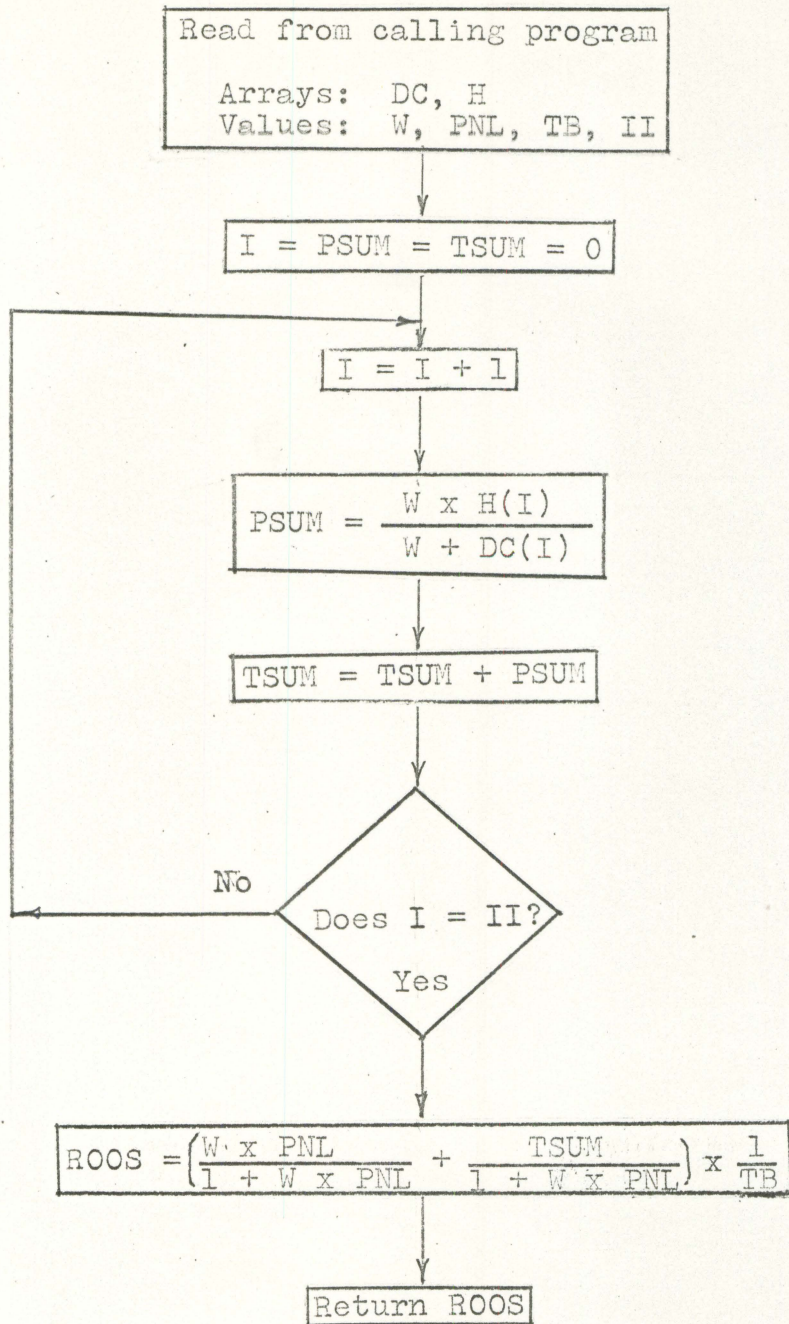 Read from calling program
Arrays: DC, H
Values: W, PNL, TB, II
I = PSUM = TSUM = 0
I = I + 1
PSUM = W x H(I) / W + DC(I)
TSUM = TSUM + PSUM
No
Does I = II?
Yes
ROOS = (W x PNL / 1 + W x PNL + TSUM / 1 + W x PNL) x 1 / TB
Return ROOS